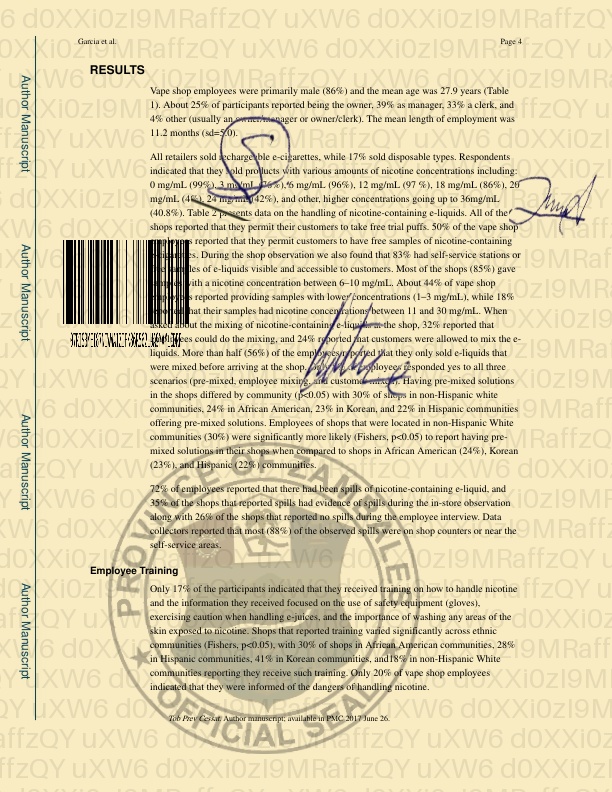 Garcia et al.
Page 4
RESULTS
Vape shop employees were primarily male (86%) and the mean age was 27.9 years (Table
1). About 25% of participants reported being the owner, 39% as manager, 33% a clerk, and
4% other (usually an owner/manager or owner/clerk). The mean length of employment was
11.2 months (sd=5.0).
All retailers sold rechargeable e-cigarettes, while 17% sold disposable types. Respondents
indicated that they sold products with various amounts of nicotine concentrations including:
0 mg/mL (99%), 3 mg/mL (76%), 6 mg/mL (96%), 12 mg/mL (97 %), 18 mg/mL (86%), 20
mg/mL (4%), 24 mg/mL (42%), and other, higher concentrations going up to 36mg/mL
(40.8%). Table 2 presents data on the handling of nicotine-containing e-liquids. All of the
shops reported that they permit their customers to take free trial puffs. 50% of the vape shop
employees reported that they permit customers to have free samples of nicotine-containing
e-cigarettes. During the shop observation we also found that 83% had self-service stations or
free samples of e-liquids visible and accessible to customers. Most of the shops (85%) gave
samples with a nicotine concentration between 6–10 mg/mL. About 44% of vape shop
employees reported providing samples with lower concentrations (1–3 mg/mL), while 18%
reported that their samples had nicotine concentrations between 11 and 30 mg/mL. When
asked about the mixing of nicotine-containing e-liquids in the shop, 32% reported that
employees could do the mixing, and 24% reported that customers were allowed to mix the e-
liquids. More than half (56%) of the employees reported that they only sold e-liquids that
were mixed before arriving at the shop. employees responded yes to all three
scenarios (pre-mixed, employee mixing, and customer mixed). Having pre-mixed solutions
in the shops differed by community (p<0.05) with 30% of shops in non-Hispanic white
communities, 24% in African American, 23% in Korean, and 22% in Hispanic communities
offering pre-mixed solutions. Employees of shops that were located in non-Hispanic White
communities (30%) were significantly more likely (Fishers, p<0.05) to report having pre-
mixed solutions in their shops when compared to shops in African American (24%), Korean
(23%), and Hispanic (22%) communities.
72% of employees reported that there had been spills of nicotine-containing e-liquid, and
35% of the shops that reported spills had evidence of spills during the in-store observation
along with 26% of the shops that reported no spills during the employee interview. Data
collectors reported that most (88%) of the observed spills were on shop counters or near the
self-service areas.
Employee Training
Only 17% of the participants indicated that they received training on how to handle nicotine
and the information they received focused on the use of safety equipment (gloves),
exercising caution when handling e-juices, and the importance of washing any areas of the
skin exposed to nicotine. Shops that reported training varied significantly across ethnic
communities (Fishers, p<0.05), with 30% of shops in African American communities, 28%
in Hispanic communities, 41% in Korean communities, and18% in non-Hispanic White
communities reporting they receive such training. Only 20% of vape shop employees
indicated that they were informed of the dangers of handling nicotine.
Tob Prev Cessat. Author manuscript; available in PMC 2017 June 26.
Author Manuscript
Author Manuscript
Author Manuscript
Author Manuscript
OFFICIAL SEAL
d0XXi0zI9MRaffzQY uXW6